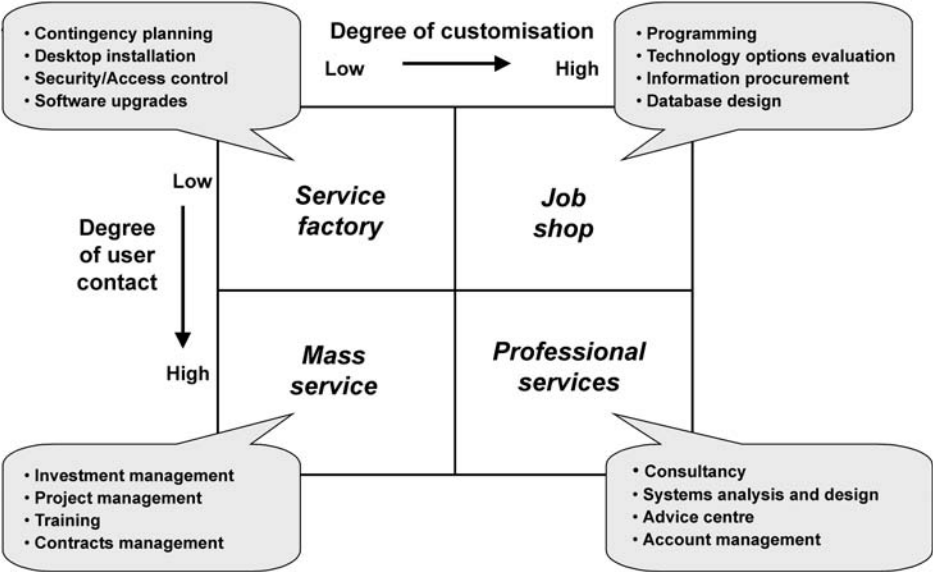 • Contingency planning
• Desktop installation
• Security/Access control
• Software upgrades
Degree of customisation
Low
High
• Programming
• Technology options evaluation
• Information procurement
• Database design
Low
Degree
of user
contact
High
Service
factory
Job
shop
Mass
service
Professional
services
• Investment management
• Project management
• Training
• Contracts management
• Consultancy
• Systems analysis and design
• Advice centre
• Account management